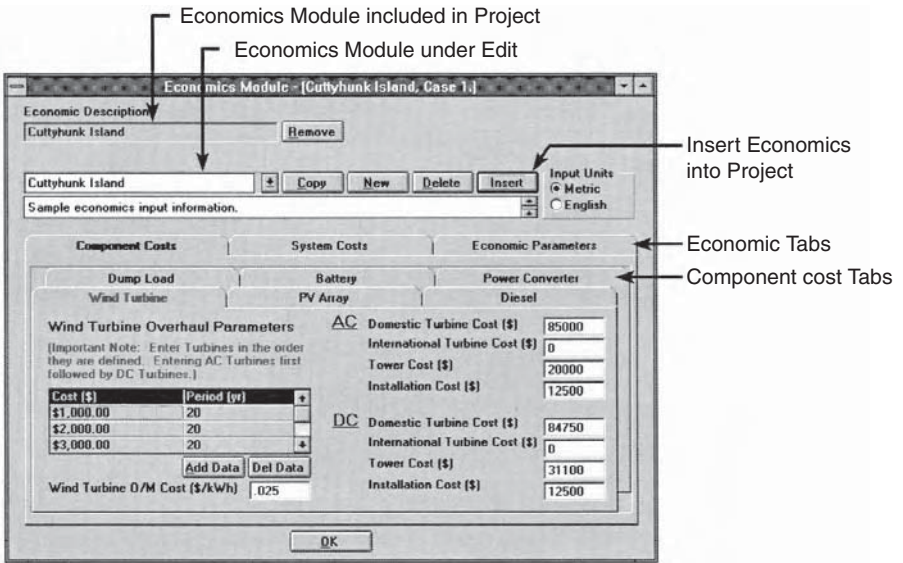 Economics Module included in Project
Economics Module under Edit
Economics Module - [Cuttyhunk Island, Case 1.]
Economic Description
Cuttyhunk Island
Remove
Insert Economics
into Project
Cuttyhunk Island
Copy
New
Delete
Insert
Input Units
Metric
English
Sample economics input information.
Economic Tabs
Component Costs
System Costs
Economic Parameters
Component cost Tabs
Dump Load
Battery
Power Converter
Wind Turbine
PV Array
Diesel
Wind Turbine Overhaul Parameters
(Important Note: Enter Turbines in the order
they are defined. Entering AC Turbines first
followed by DC Turbines.)
Cost ($) Period (yr)
$1,000.00 20
$2,000.00 20
$3,000.00 20
Add Data
Del Data
Wind Turbine O/M Cost ($/kWh) .025
AC Domestic Turbine Cost ($) 85000
International Turbine Cost ($) 0
Tower Cost ($) 20000
Installation Cost ($) 12500
DC Domestic Turbine Cost ($) 84750
International Turbine Cost ($) 0
Tower Cost ($) 31100
Installation Cost ($) 12500
OK